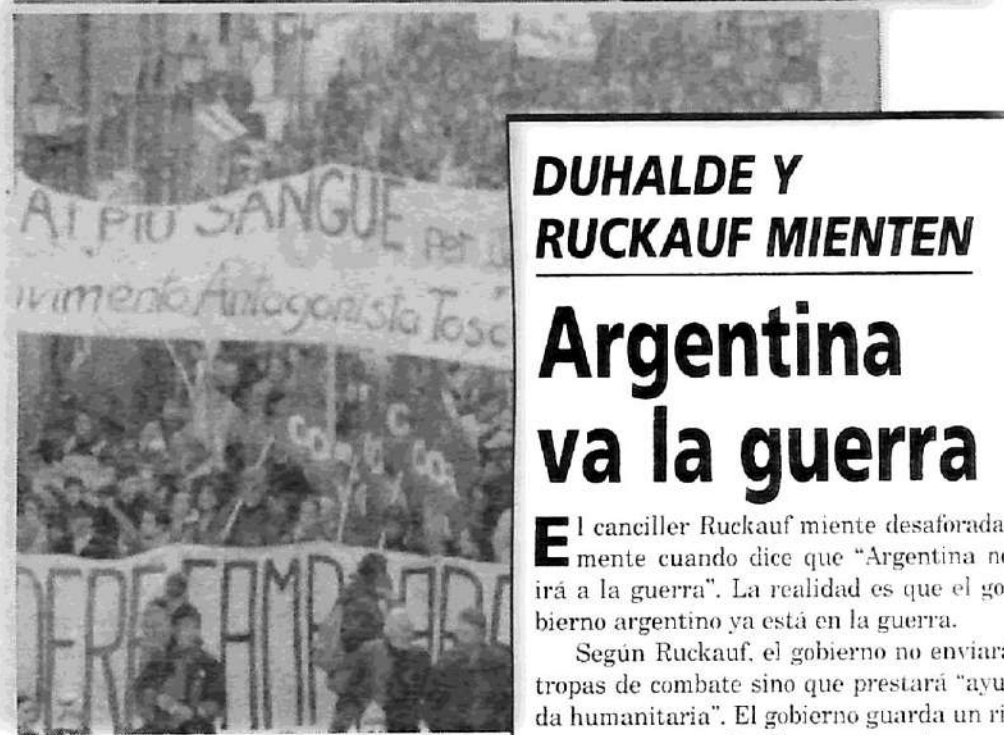 AI PIU SANGUE per
Antagonista Tosc
DUHALDE Y
RUCKAUF MIENTEN
Argentina
va la guerra
El canciller Ruckauf miente desaforada-
mente cuando dice que “Argentina no
irá a la guerra”. La realidad es que el go-
bierno argentino ya está en la guerra.
Según Ruckauf, el gobierno no enviará
tropas de combate sino que prestará “ayu-
da humanitaria”. El gobierno guarda un ri-